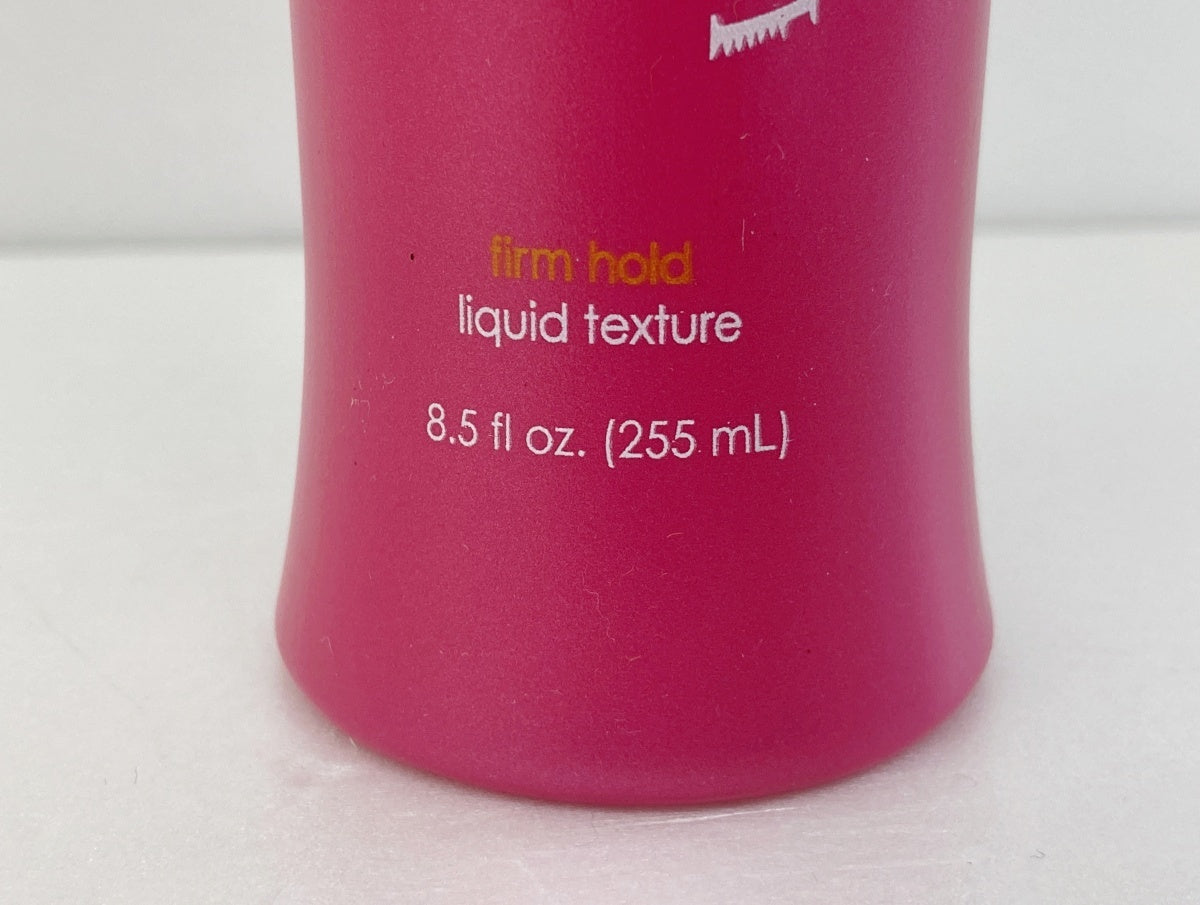 firm hold
liquid texture
8.5 fl oz. (255 mL)